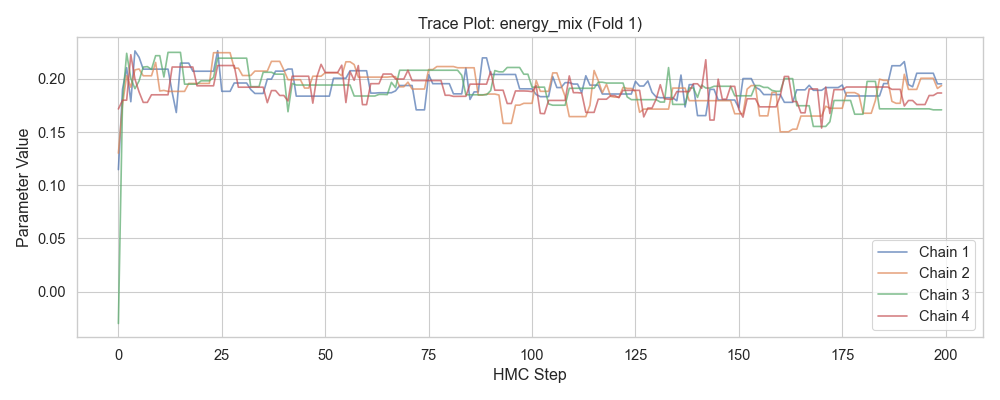 Trace Plot: energy_mix (Fold 1)
Parameter Value
0.20
0.15
0.10
0.05
0.00
Chain 1
Chain 2
Chain 3
Chain 4
0 25 50 75 100 125 150 175 200
HMC Step